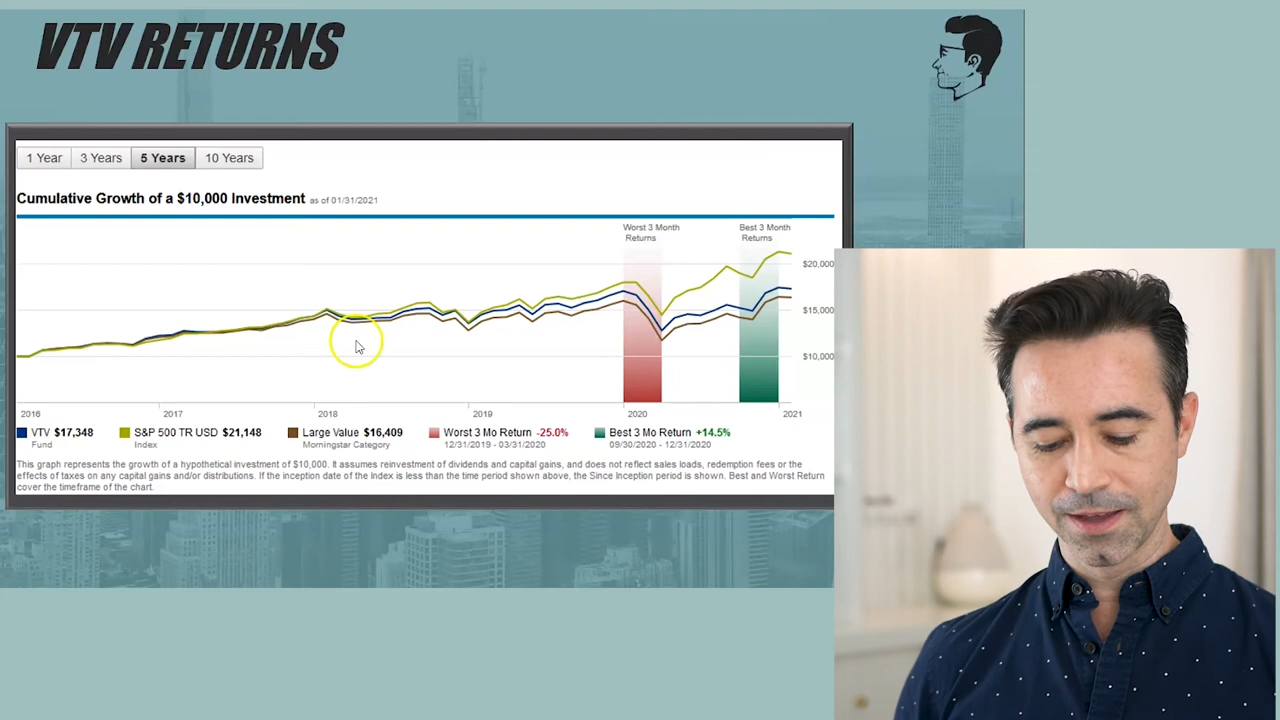 VTV RETURNS
1 Year 3 Years 5 Years 10 Years
Cumulative Growth of a $10,000 Investment as of 01/31/2021
Worst 3 Month Best 3 Month
Returns Returns
$20,000
$15,000
$10,000
2016 2017 2018 2019 2020 2021
VTV $17,348 S&P 500 TR USD $21,148 Large Value $16,409 Worst 3 Mo Return -25.0% Best 3 Mo Return +14.5%
Fund Index Morningstar Category 12/31/2019 - 03/31/2020 09/30/2020 - 12/31/2020
This graph represents the growth of a hypothetical investment of $10,000. It assumes reinvestment of dividends and capital gains, and does not reflect sales loads, redemption fees or the
effects of taxes on any capital gains and/or distributions. If the inception date of the Index is less than the time period shown above, the Since Inception period is shown. Best and Worst Return
cover the timeframe of the chart.